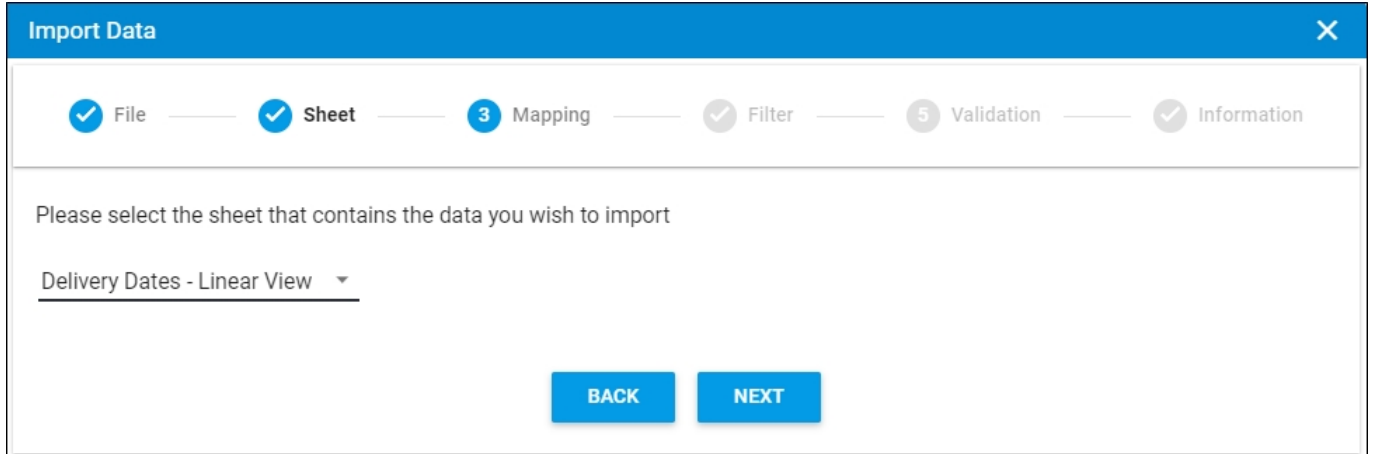 Import Data
File Sheet 3 Mapping Filter 5 Validation Information
Please select the sheet that contains the data you wish to import
Delivery Dates - Linear View
BACK NEXT